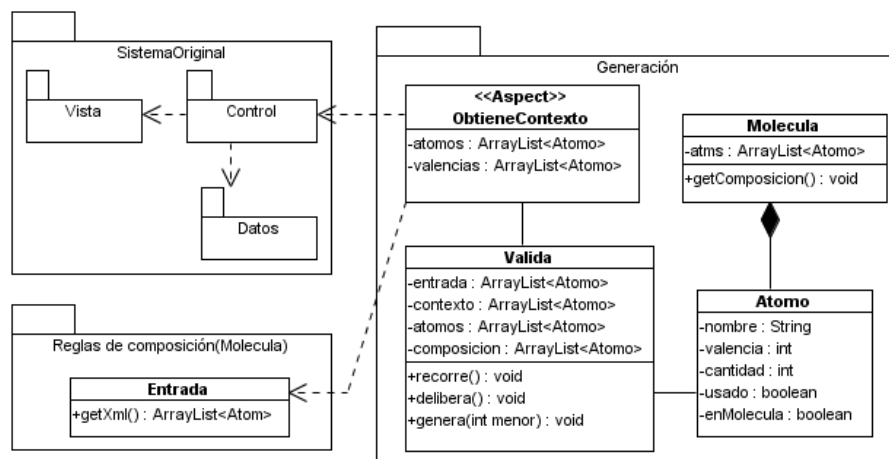 SistemaOriginal
Vista
Control
Datos
Reglas de composición(Molecula)
Entrada
+getXml() : ArrayList<Atom>
Generación
<<Aspect>>
ObtieneContexto
-atomos : ArrayList<Atomo>
-valencias : ArrayList<Atomo>
Molecula
-atms : ArrayList<Atomo>
+getComposicion() : void
Valida
-entrada : ArrayList<Atomo>
-contexto : ArrayList<Atomo>
-atomos : ArrayList<Atomo>
-composicion : ArrayList<Atomo>
+recorre() : void
+delibera() : void
+genera(int menor) : void
Atomo
-nombre : String
-valencia : int
-cantidad : int
-usado : boolean
-enMolecula : boolean